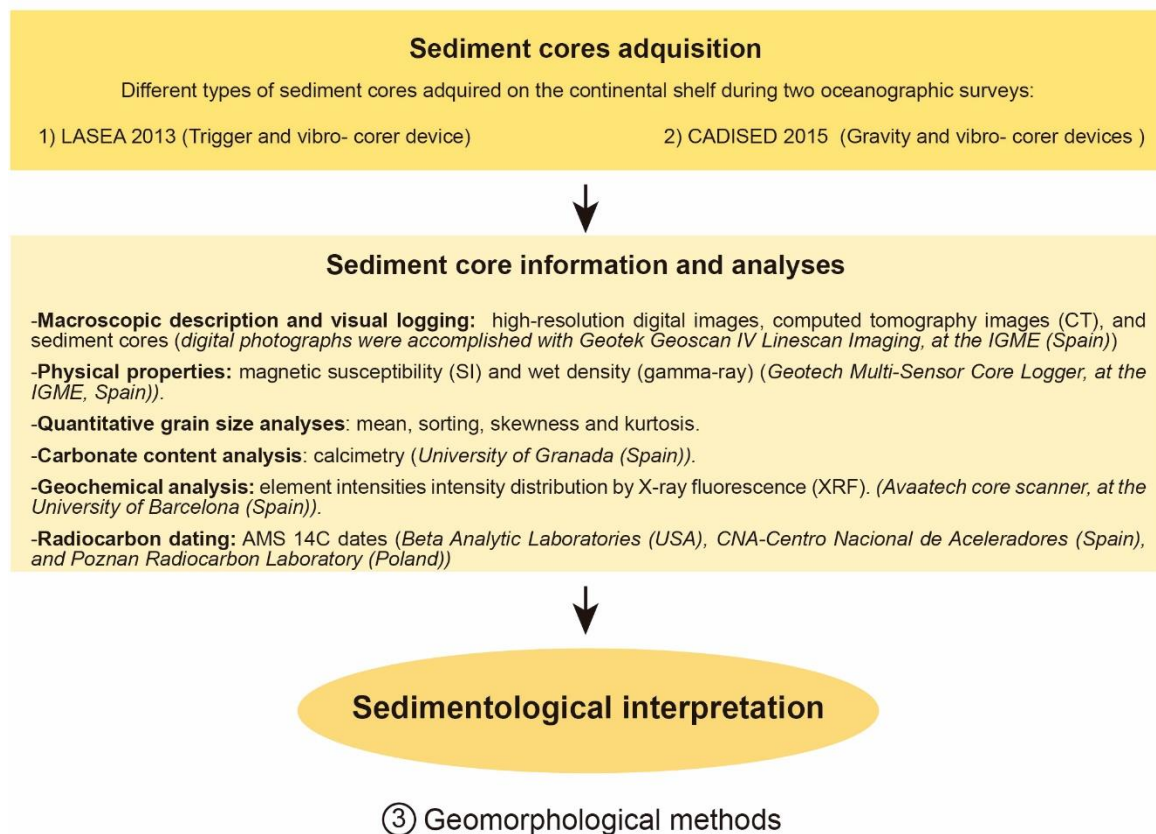 Sediment cores adquisition
Different types of sediment cores adquired on the continental shelf during two oceanographic surveys:
1) LASEA 2013 (Trigger and vibro- corer device)
2) CADISED 2015 (Gravity and vibro- corer devices )
Sediment core information and analyses
-Macroscopic description and visual logging: high-resolution digital images, computed tomography images (CT), and
sediment cores (digital photographs were accomplished with Geotek Geoscan IV Linescan Imaging, at the IGME (Spain))
-Physical properties: magnetic susceptibility (SI) and wet density (gamma-ray) (Geotech Multi-Sensor Core Logger, at the
IGME, Spain)).
-Quantitative grain size analyses: mean, sorting, skewness and kurtosis.
-Carbonate content analysis: calcimetry (University of Granada (Spain)).
-Geochemical analysis: element intensities intensity distribution by X-ray fluorescence (XRF). (Avaatech core scanner, at the
University of Barcelona (Spain)).
-Radiocarbon dating: AMS 14C dates (Beta Analytic Laboratories (USA), CNA-Centro Nacional de Aceleradores (Spain),
and Poznan Radiocarbon Laboratory (Poland))
Sedimentological interpretation
③ Geomorphological methods